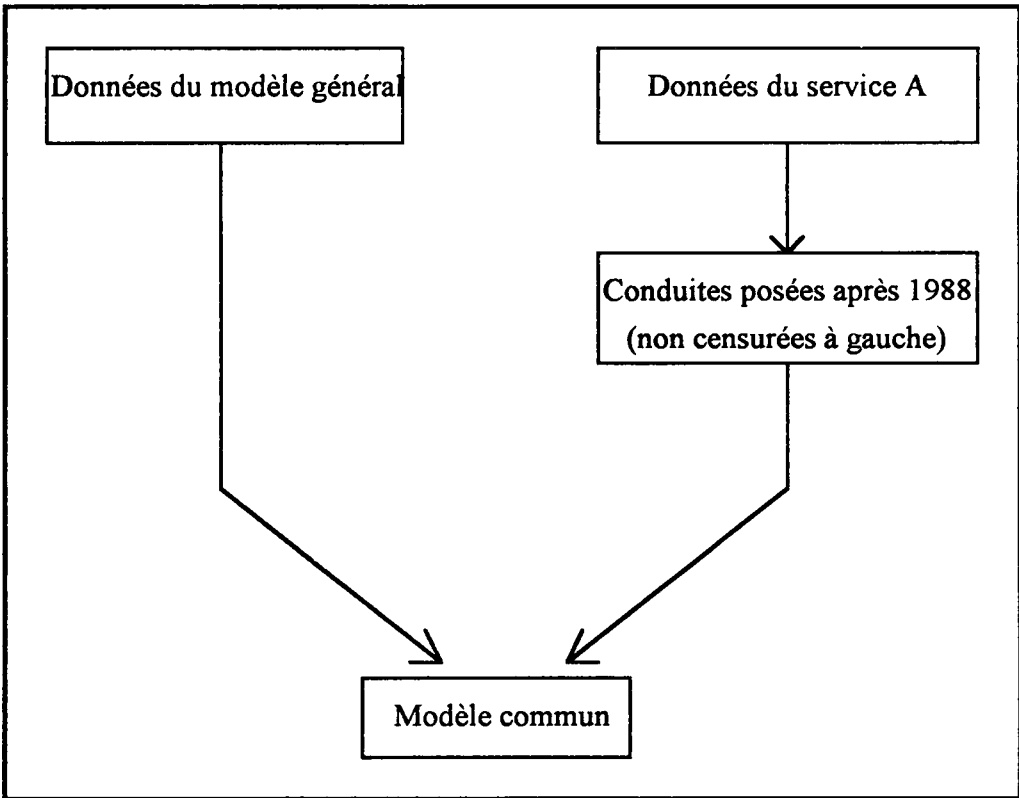 Données du modèle général
Données du service A
Conduites posées après 1988
(non censurées à gauche)
Modèle commun